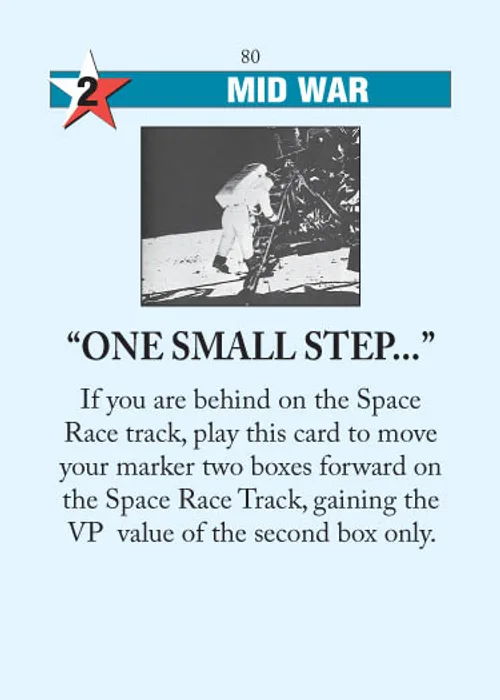 80
2
MID WAR
“ONE SMALL STEP...”
If you are behind on the Space
Race track, play this card to move
your marker two boxes forward on
the Space Race Track, gaining the
VP value of the second box only.